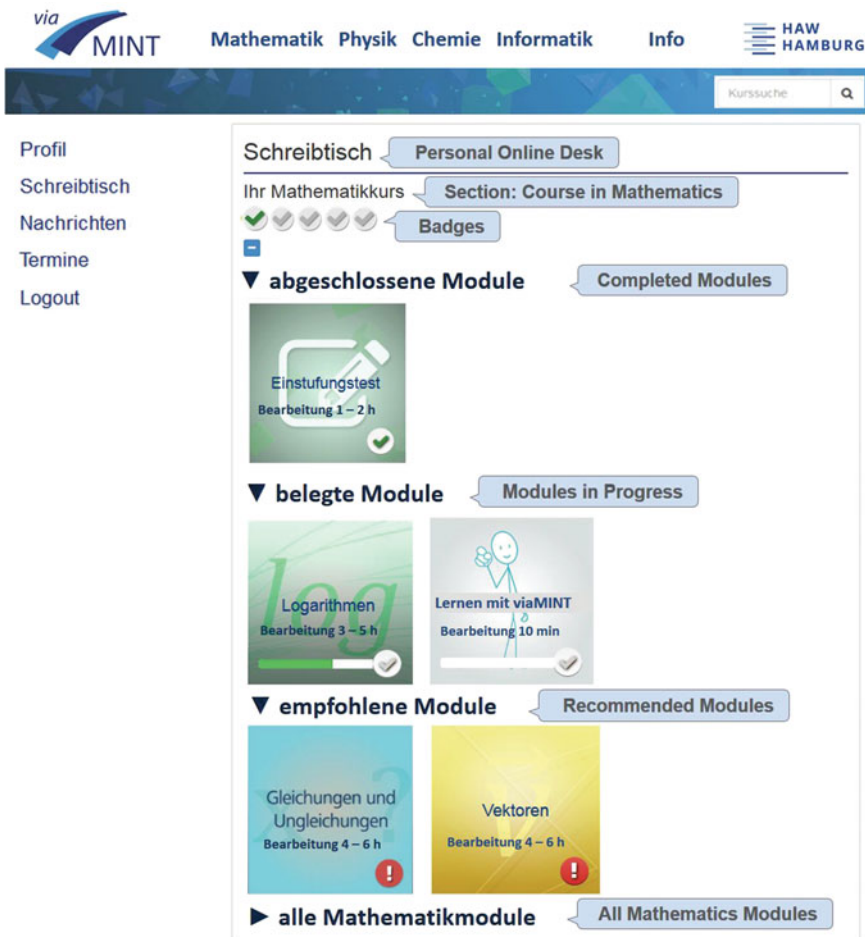 via
MINT
Mathematik Physik Chemie Informatik Info
HAW
HAMBURG
Kurssuche
Profil
Schreibtisch
Nachrichten
Termine
Logout
Schreibtisch Personal Online Desk
Ihr Mathematikkurs Section: Course in Mathematics
Badges
abgeschlossene Module Completed Modules
Einstufungstest
Bearbeitung 1 – 2 h
belegte Module Modules in Progress
log
Logarithmen
Bearbeitung 3 – 5 h
Lernen mit viaMINT
Bearbeitung 10 min
empfohlene Module Recommended Modules
Gleichungen und
Ungleichungen
Bearbeitung 4 – 6 h
!
Vektoren
Bearbeitung 4 – 6 h
!
alle Mathematikmodule All Mathematics Modules